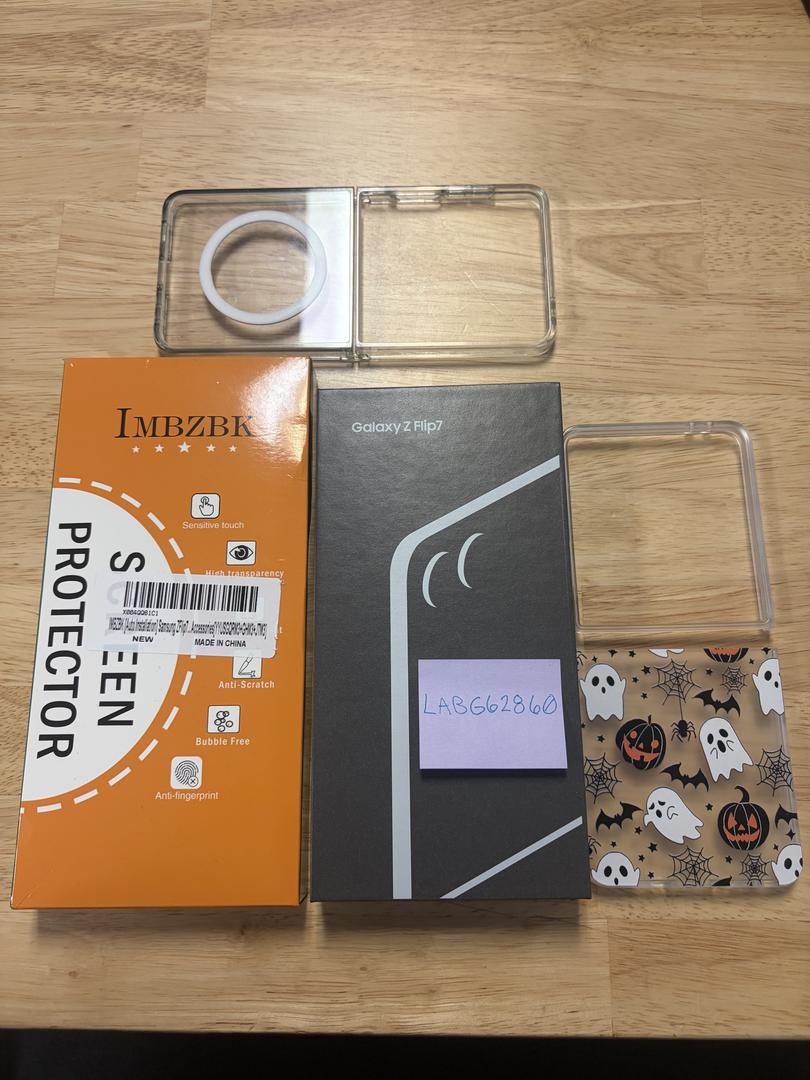 IMBZBK
Sensitive touch
High transparency
SCREEN
PROTECTOR
X004QQ61C1
NEW
MADE IN CHINA
Anti-Scratch
Bubble Free
Anti-fingerprint
Galaxy Z Flip7
LABG62860